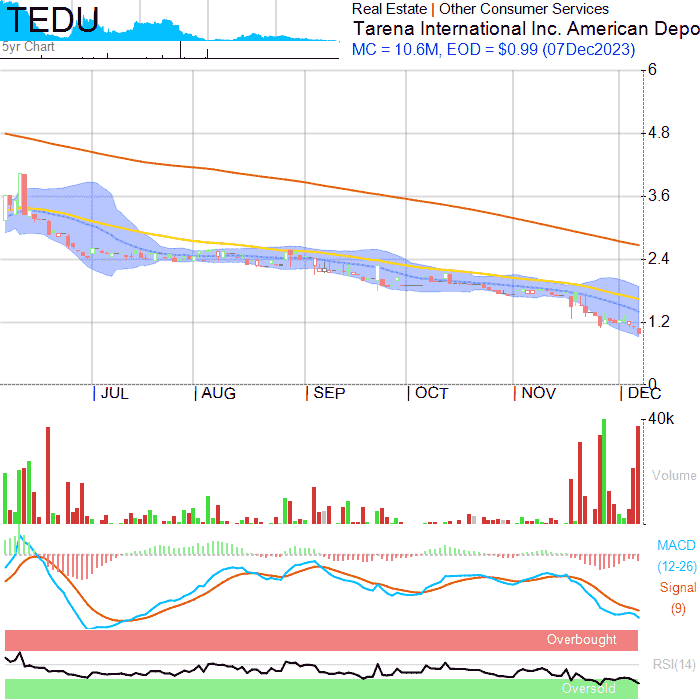 TEDU
5yr Chart
Real Estate | Other Consumer Services
Tarena International Inc. American Depo
MC = 10.6M, EOD = $0.99 (07Dec2023)
6
4.8
3.6
2.4
1.2
0
JUL AUG SEP OCT NOV DEC
40k
Volume
MACD
(12-26)
Signal
(9)
Overbought
RSI(14)
Oversold